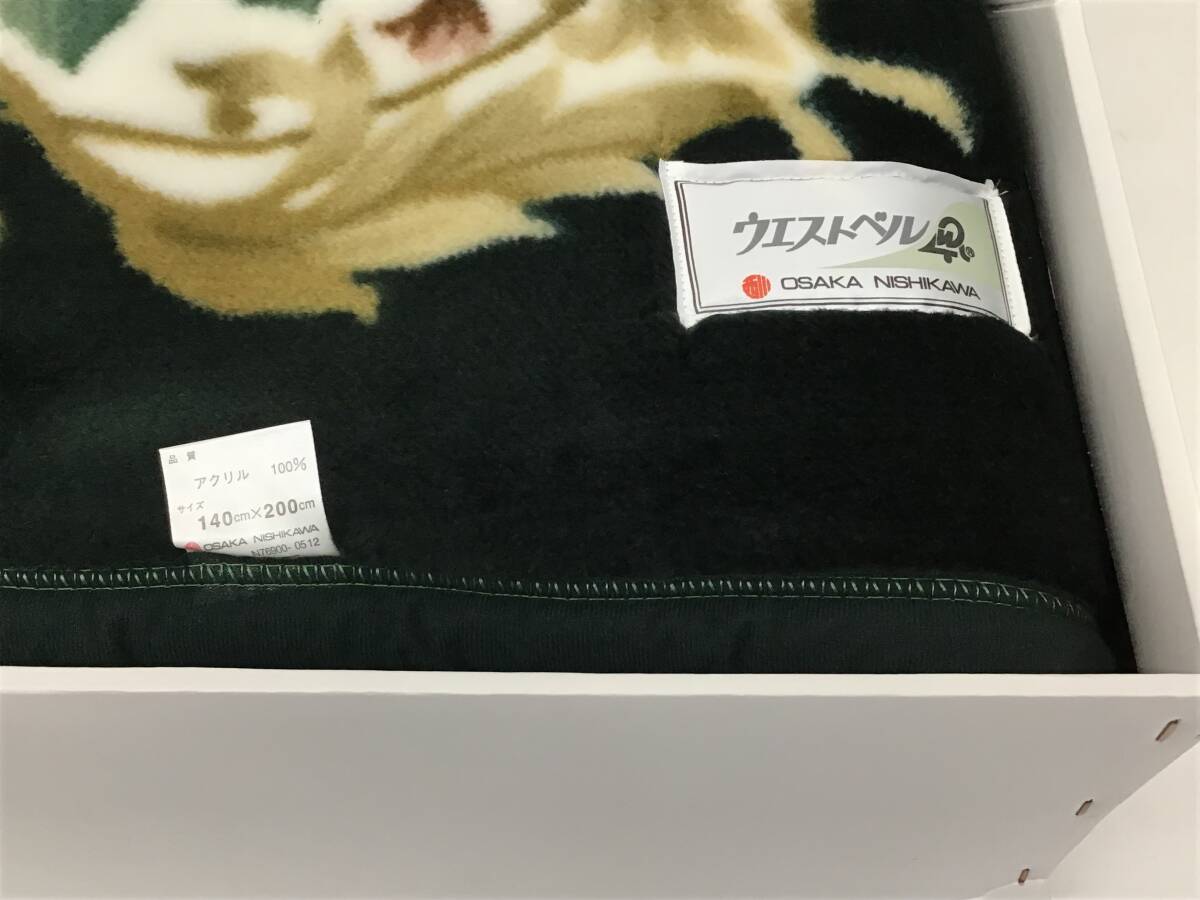 ウエストベル
OSAKA NISHIKAWA
品質
アクリル 100%
サイズ
140cm×200cm
OSAKA NISHIKAWA
N76900-0512